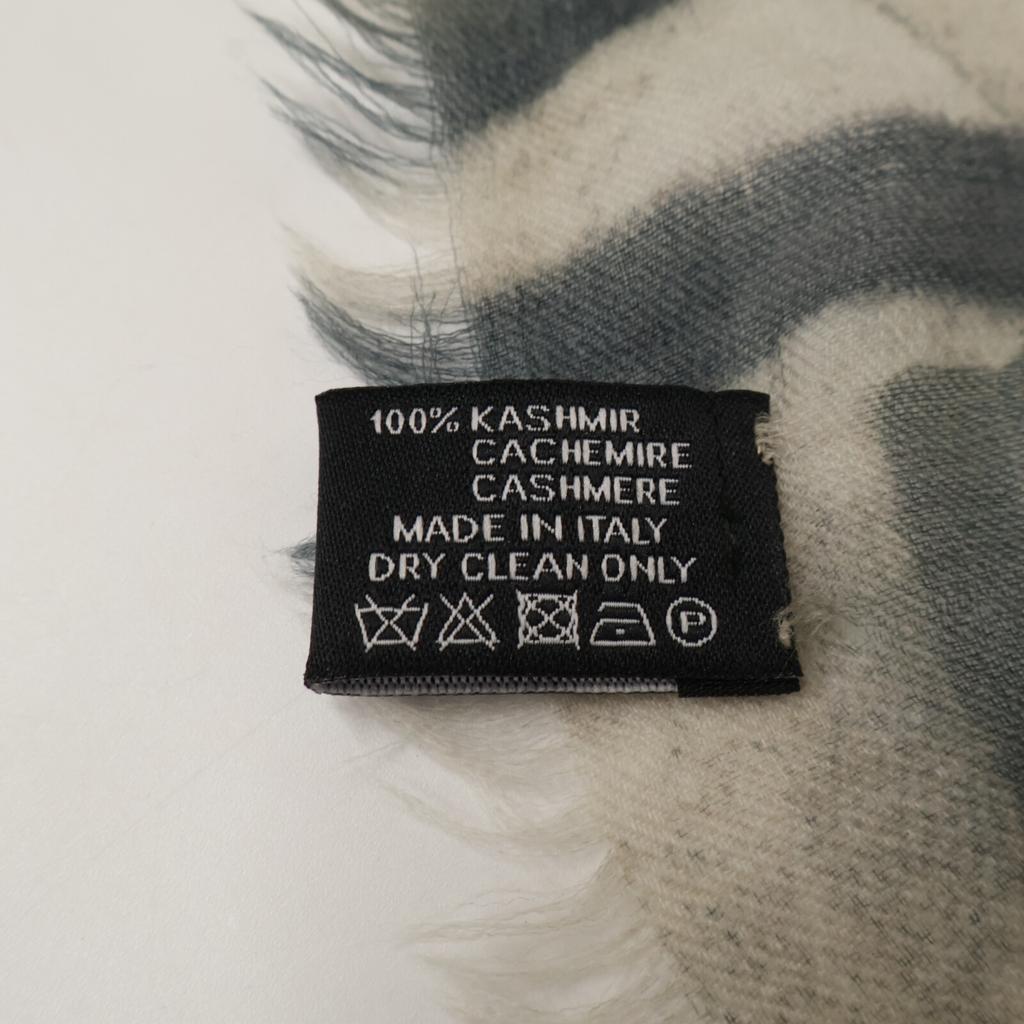 100% KASHMIR
CACHEMIRE
CASHMERE
MADE IN ITALY
DRY CLEAN ONLY
P